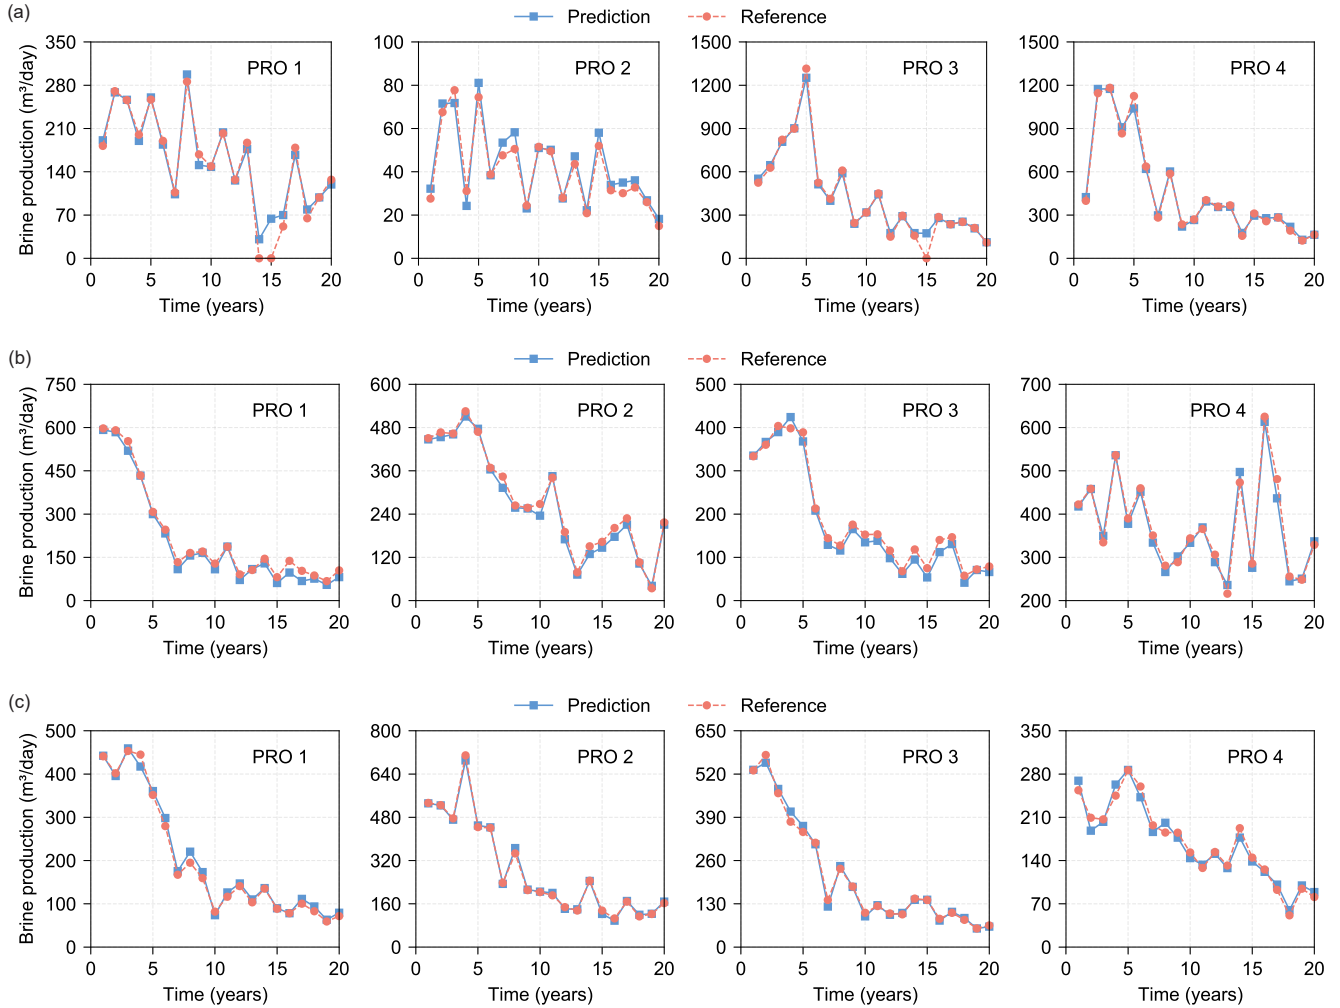 (a)
Prediction Reference
350 100 1500 1500
PRO 1 PRO 2 PRO 3 PRO 4
280 80 1200 1200
210 60 900 900
140 40 600 600
70 20 300 300
0 0 0 0
Brine production (m³/day)
0 5 10 15 20 0 5 10 15 20 0 5 10 15 20 0 5 10 15 20
Time (years) Time (years) Time (years) Time (years)
(b)
Prediction Reference
750 600 500 700
PRO 1 PRO 2 PRO 3 PRO 4
600 480 400 600
450 360 300 500
300 240 200 400
150 120 100 300
0 0 0 200
Brine production (m³/day)
0 5 10 15 20 0 5 10 15 20 0 5 10 15 20 0 5 10 15 20
Time (years) Time (years) Time (years) Time (years)
(c)
Prediction Reference
500 800 650 350
PRO 1 PRO 2 PRO 3 PRO 4
400 640 520 280
300 480 390 210
200 320 260 140
100 160 130 70
0 0 0 0
Brine production (m³/day)
0 5 10 15 20 0 5 10 15 20 0 5 10 15 20 0 5 10 15 20
Time (years) Time (years) Time (years) Time (years)